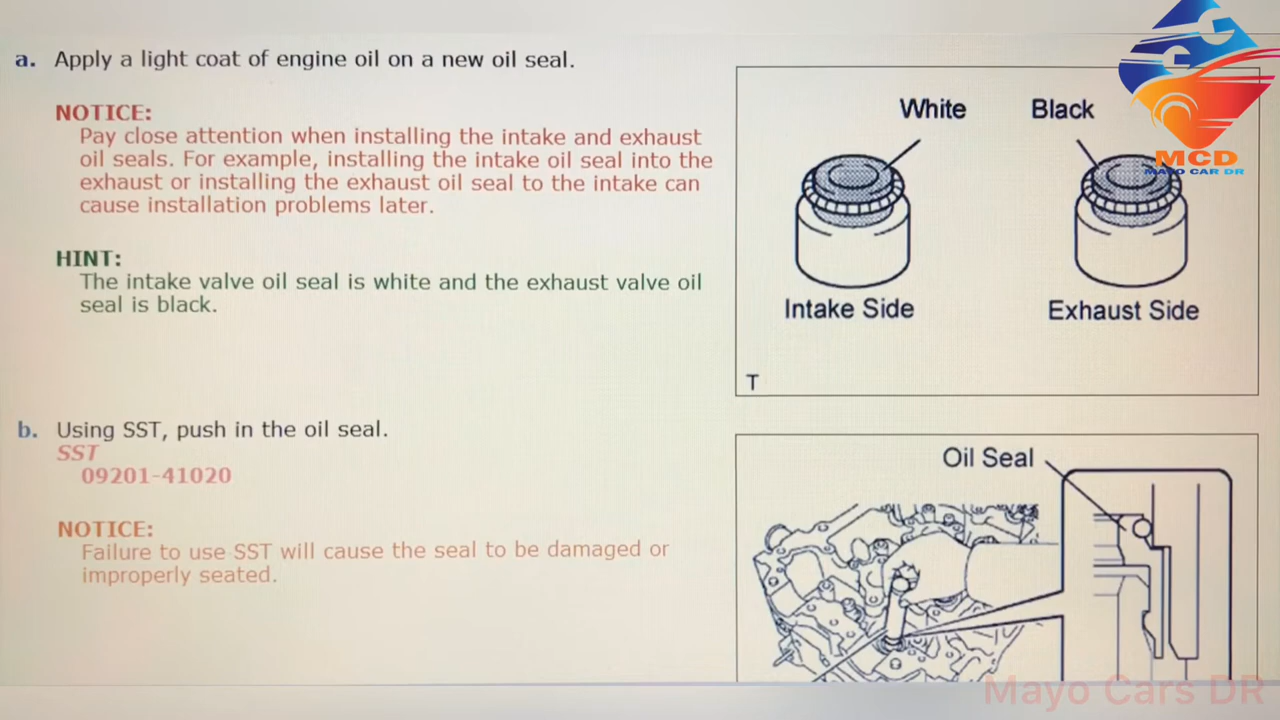 a. Apply a light coat of engine oil on a new oil seal.
NOTICE:
Pay close attention when installing the intake and exhaust
oil seals. For example, installing the intake oil seal into the
exhaust or installing the exhaust oil seal to the intake can
cause installation problems later.
HINT:
The intake valve oil seal is white and the exhaust valve oil
seal is black.
White
Black
Intake Side
Exhaust Side
T
b. Using SST, push in the oil seal.
SST
09201-41020
NOTICE:
Failure to use SST will cause the seal to be damaged or
improperly seated.
Oil Seal
MCD
MAYO CAR DR
Mayo Cars DR